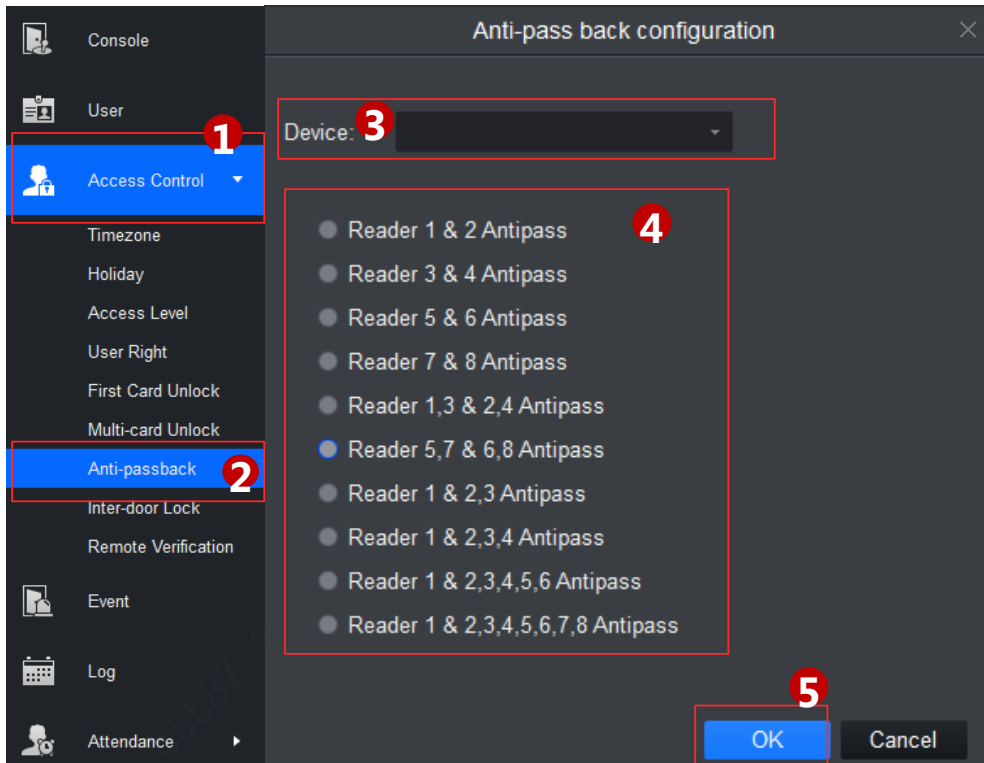 Console
User
1
Access Control
Timezone
Holiday
Access Level
User Right
First Card Unlock
Multi-card Unlock
Anti-passback
2
Inter-door Lock
Remote Verification
Event
Log
Attendance
Anti-pass back configuration
Device:
3
4
Reader 1 & 2 Antipass
Reader 3 & 4 Antipass
Reader 5 & 6 Antipass
Reader 7 & 8 Antipass
Reader 1,3 & 2,4 Antipass
Reader 5,7 & 6,8 Antipass
Reader 1 & 2,3 Antipass
Reader 1 & 2,3,4 Antipass
Reader 1 & 2,3,4,5,6 Antipass
Reader 1 & 2,3,4,5,6,7,8 Antipass
5
OK
Cancel